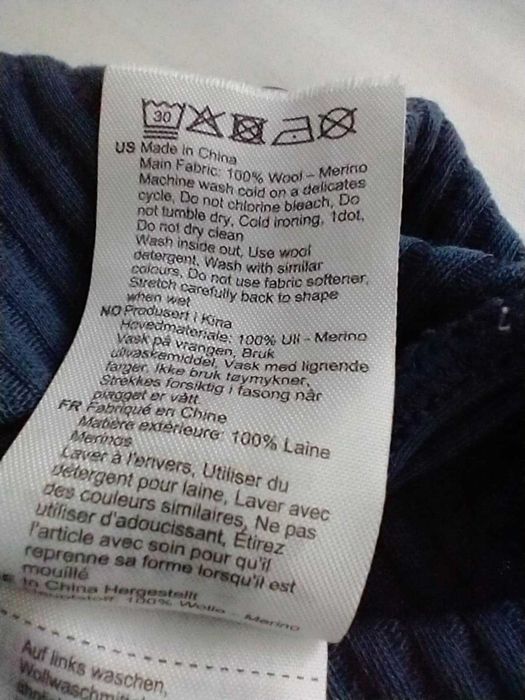 30
US Made in China
Main Fabric: 100% Wool - Merino
Machine wash cold on a delicates
cycle, Do not chlorine bleach, Do
not tumble dry, Cold ironing, 1dot,
Do not dry clean
Wash inside out, Use wool
detergent, Wash with similar
colours, Do not use fabric softener,
Stretch carefully back to shape
when wet
NO Produsert i Kina
Hovedmateriale: 100% Ull - Merino
Vask på vrangen, Bruk
ullvaskemiddel, Vask med lignende
farger, Ikke bruk tøymykner,
Strekkes forsiktig i fasong når
plagget er vått
FR Fabriqué en Chine
Matière extérieure: 100% Laine
Merinos
Laver à l'envers, Utiliser du
détergent pour laine, Laver avec
des couleurs similaires, Ne pas
utiliser d'adoucissant, Étirez
l'article avec soin pour qu'il
reprenne sa forme lorsqu'il est
mouillé
In China Hergestellt
100% Wolle - Merino
Auf links waschen,